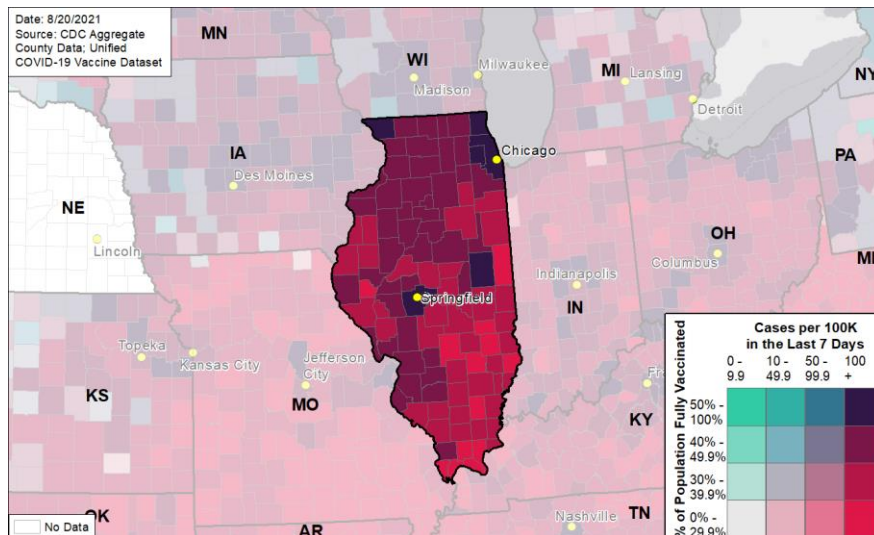 Date: 8/20/2021
Source: CDC Aggregate
County Data; Unified
COVID-19 Vaccine Dataset
MN
WI
Milwaukee
Madison
MI
Lansing
Detroit
NY
IA
Des Moines
Chicago
PA
NE
Lincoln
OH
Columbus
Indianapolis
IN
Springfield
Topeka
Kansas City
Jefferson
City
KS
MO
KY
OK
AR
TN
Nashville
No Data
Cases per 100K
in the Last 7 Days
0 -
9.9
10 -
49.9
50 -
99.9
100
+
% of Population Fully Vaccinated
50% -
100%
40% -
49.9%
30% -
39.9%
0% -
29.9%